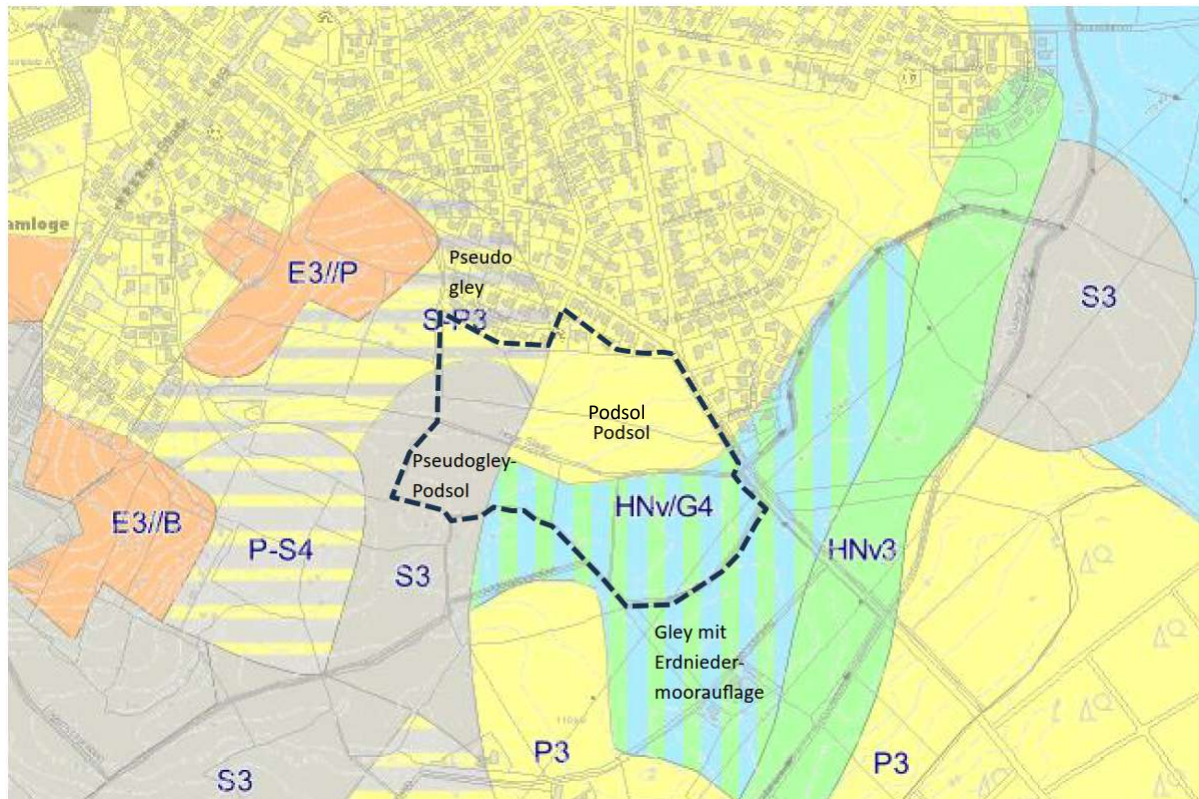 amloge
E3//P
Pseudo
gley
S-P3
S3
Podsol
Podsol
Pseudogley-
Podsol
HNv/G4
E3//B
P-S4
S3
HNv3
Gley mit
Erdnieder-
moorauflage
P3
P3
S3